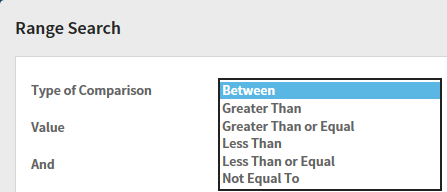 Range Search
Type of Comparison
Between
Greater Than
Value
Greater Than or Equal
Less Than
And
Less Than or Equal
Not Equal To